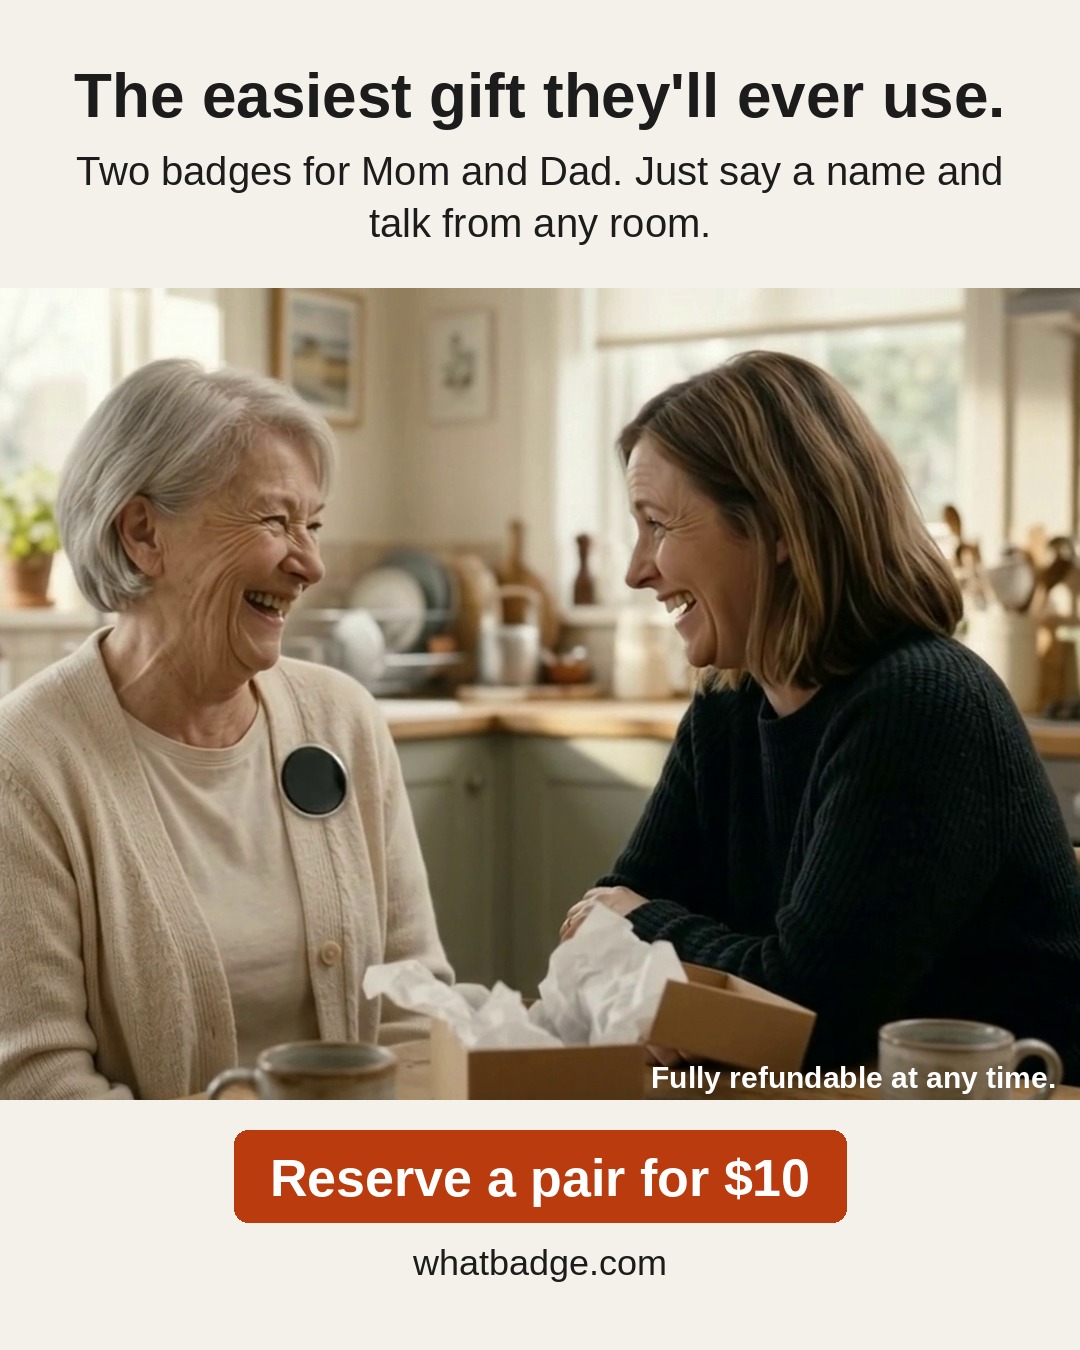 The easiest gift they'll ever use.
Two badges for Mom and Dad. Just say a name and
talk from any room.
Fully refundable at any time.
Reserve a pair for $10
whatbadge.com